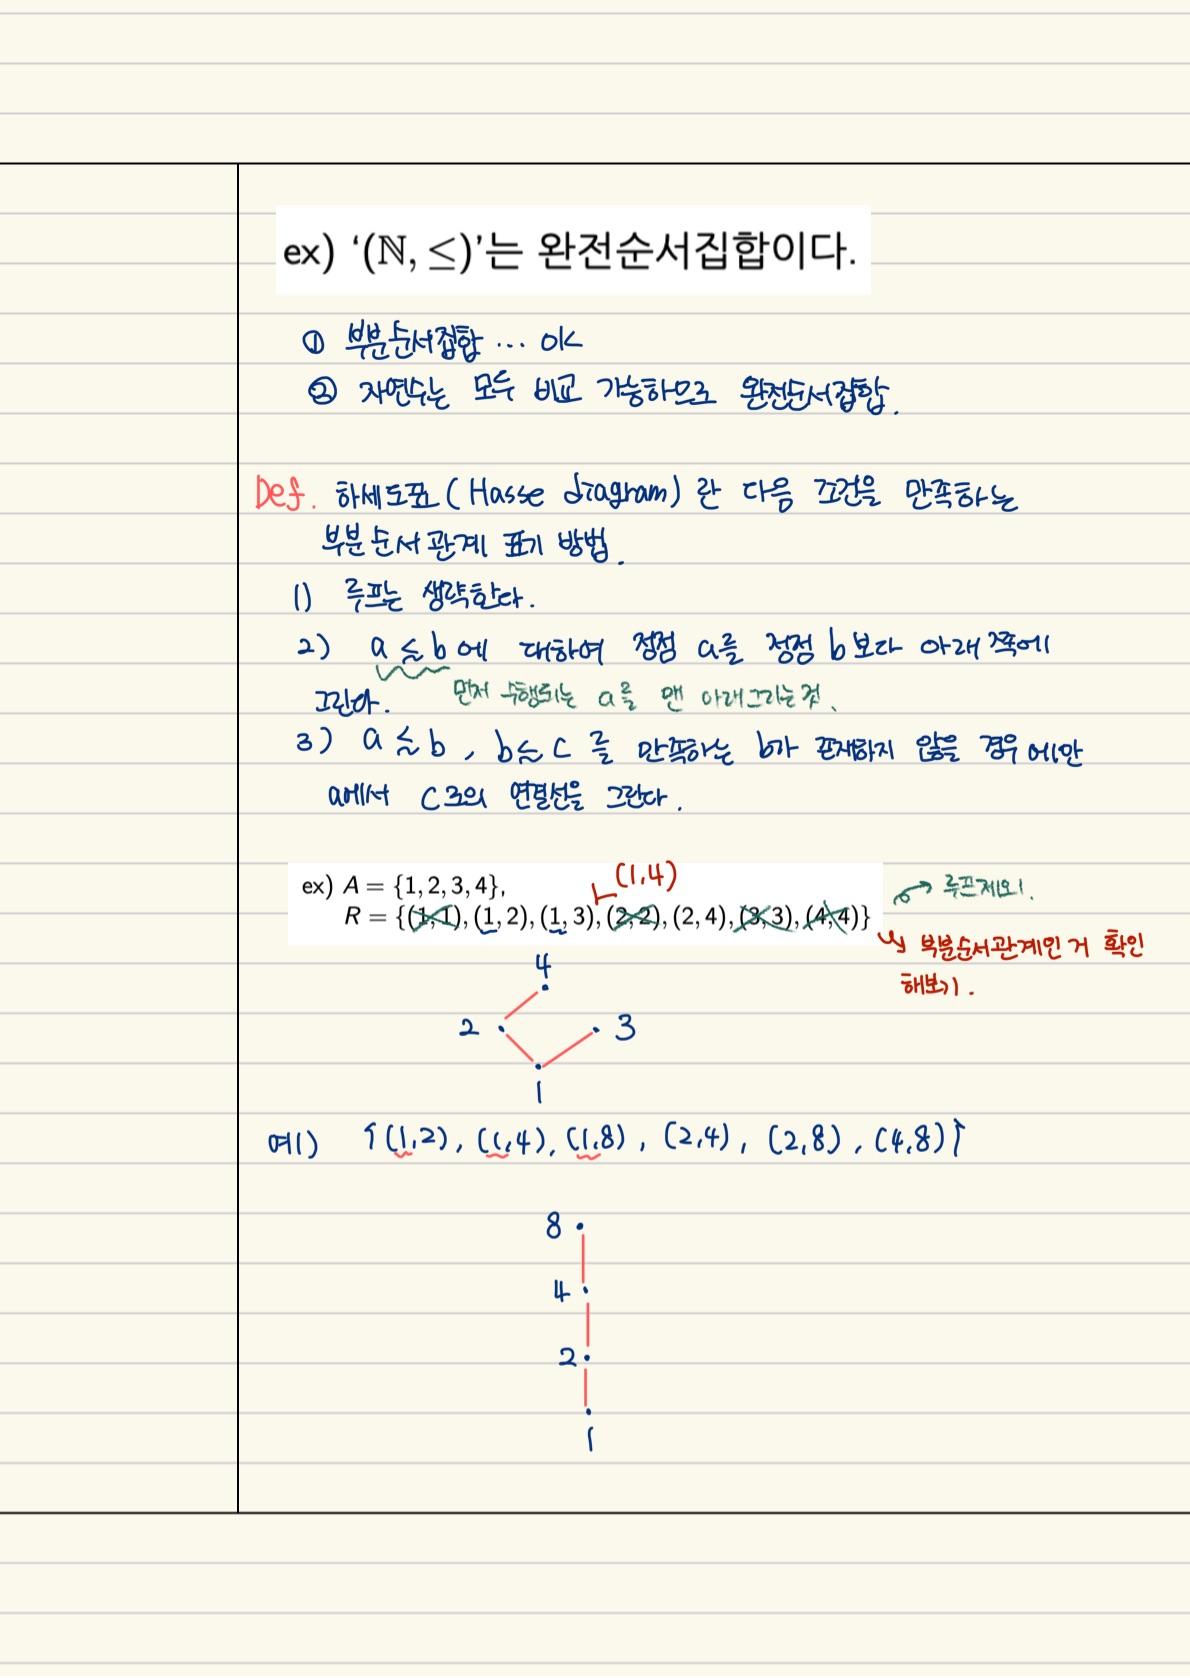 ex) ‘(ℕ, ≤)’는 완전순서집합이다.
① 부분순서집합 ... OK
② 자연수는 모두 비교 가능하므로 완전순서집합.
Def. 하세도표 (Hasse diagram) 란 다음 조건을 만족하는
부분순서관계 표기 방법.
1) 루프는 생략한다.
2) a ≲ b에 대하여 정점 a를 정점 b보다 아래 쪽에
그린다. 먼저 수행되는 a를 맨 아래그리는 것.
3) a ≲ b, b ≲ c를 만족하는 b가 존재하지 않을 경우에만
a에서 c로의 연결선을 그린다.
(1,4)
ex) A = {1, 2, 3, 4},
→ 루프제외!
R = {(1, 1), (1, 2), (1, 3), (2, 2), (2, 4), (3, 3), (4, 4)}
↳ 부분순서관계인 거 확인
해보기.
4
2 3
1
예1) {(1,2), (1,4), (1,8), (2,4), (2,8), (4,8)}
8
4
2
1